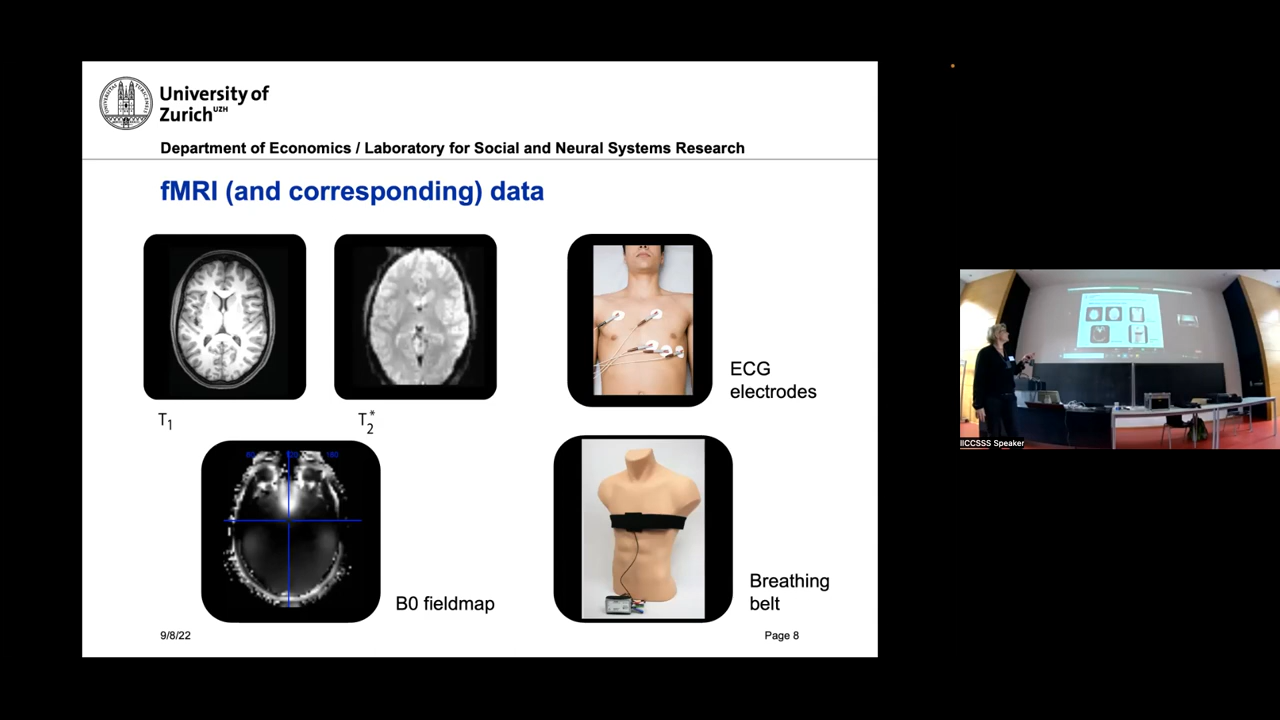 University of
Zurich UZH
Department of Economics / Laboratory for Social and Neural Systems Research
fMRI (and corresponding) data
T1
T2*
ECG
electrodes
B0 fieldmap
Breathing
belt
9/8/22
Page 8
IICCSSS Speaker